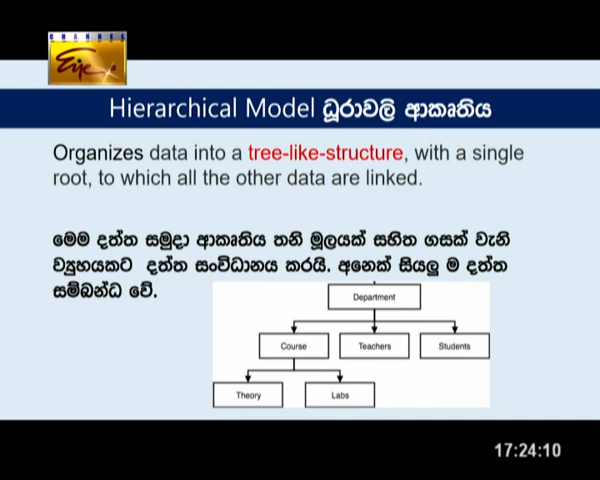 CHANNEL
Eye
Hierarchical Model ධූරාවලි ආකෘතිය
Organizes data into a tree-like-structure, with a single
root, to which all the other data are linked.
මෙම දත්ත සමුදා ආකෘතිය තනි මූලයක් සහිත ගසක් වැනි
ව්‍යුහයකට දත්ත සංවිධානය කරයි. අනෙක් සියලු ම දත්ත
සම්බන්ධ වේ.
Department
Course Teachers Students
Theory Labs
17:24:10